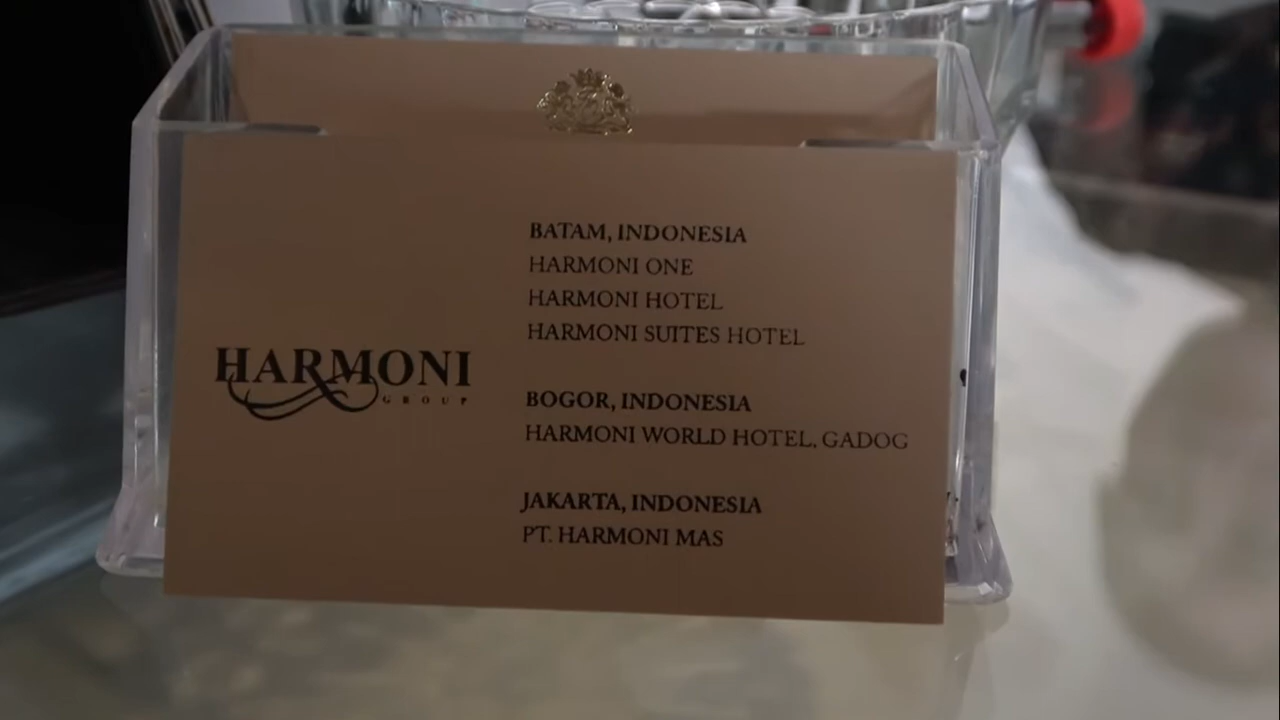 HARMONI
GROUP
BATAM, INDONESIA
HARMONI ONE
HARMONI HOTEL
HARMONI SUITES HOTEL
BOGOR, INDONESIA
HARMONI WORLD HOTEL, GADOG
JAKARTA, INDONESIA
PT. HARMONI MAS